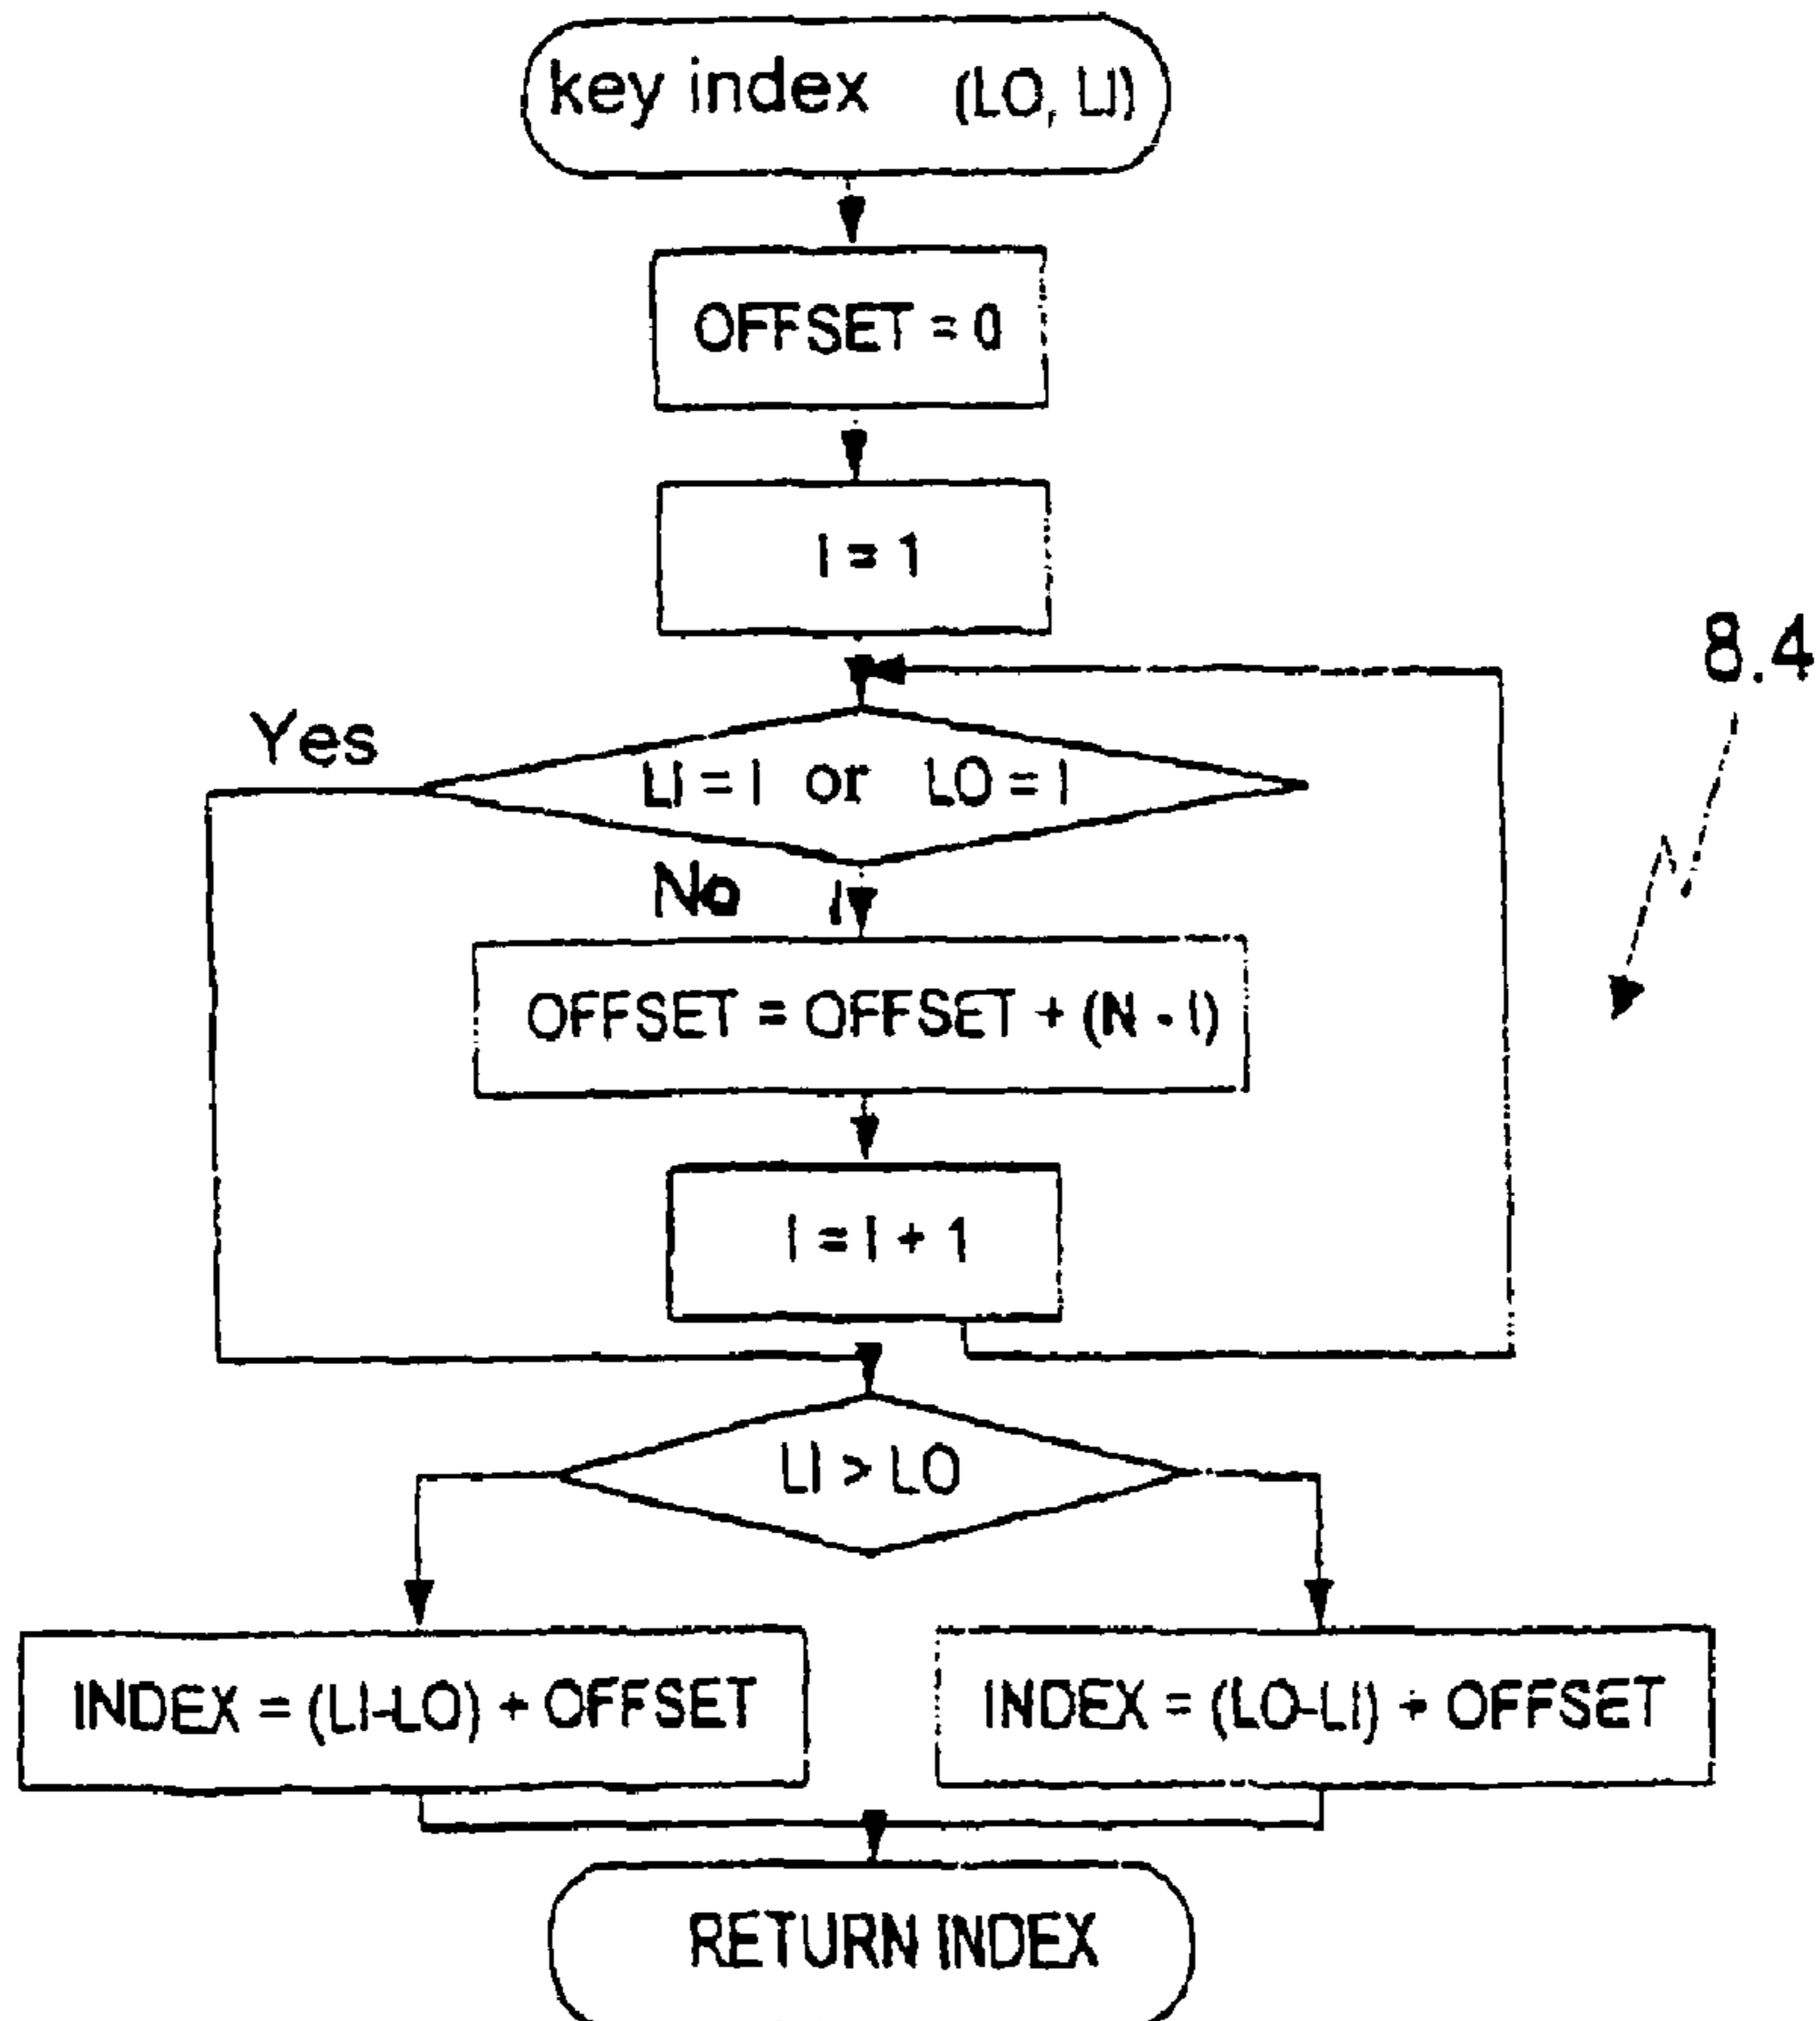 key index (LO, LI)
OFFSET = 0
I = 1
8.4
Yes
LI = I or LO = I
No
OFFSET = OFFSET + (N - I)
I = I + 1
LI > LO
INDEX = (LI-LO) + OFFSET
INDEX = (LO-LI) + OFFSET
RETURN INDEX